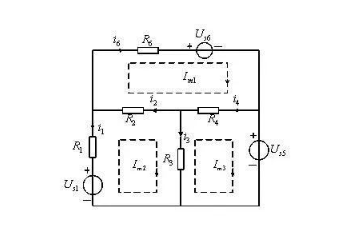 i6 R6 + Us6 −
Im1
i2 i4
R2 R4
i1 i3
R1 Im2 R3 Im3 + Us5 −
+ Us1 −